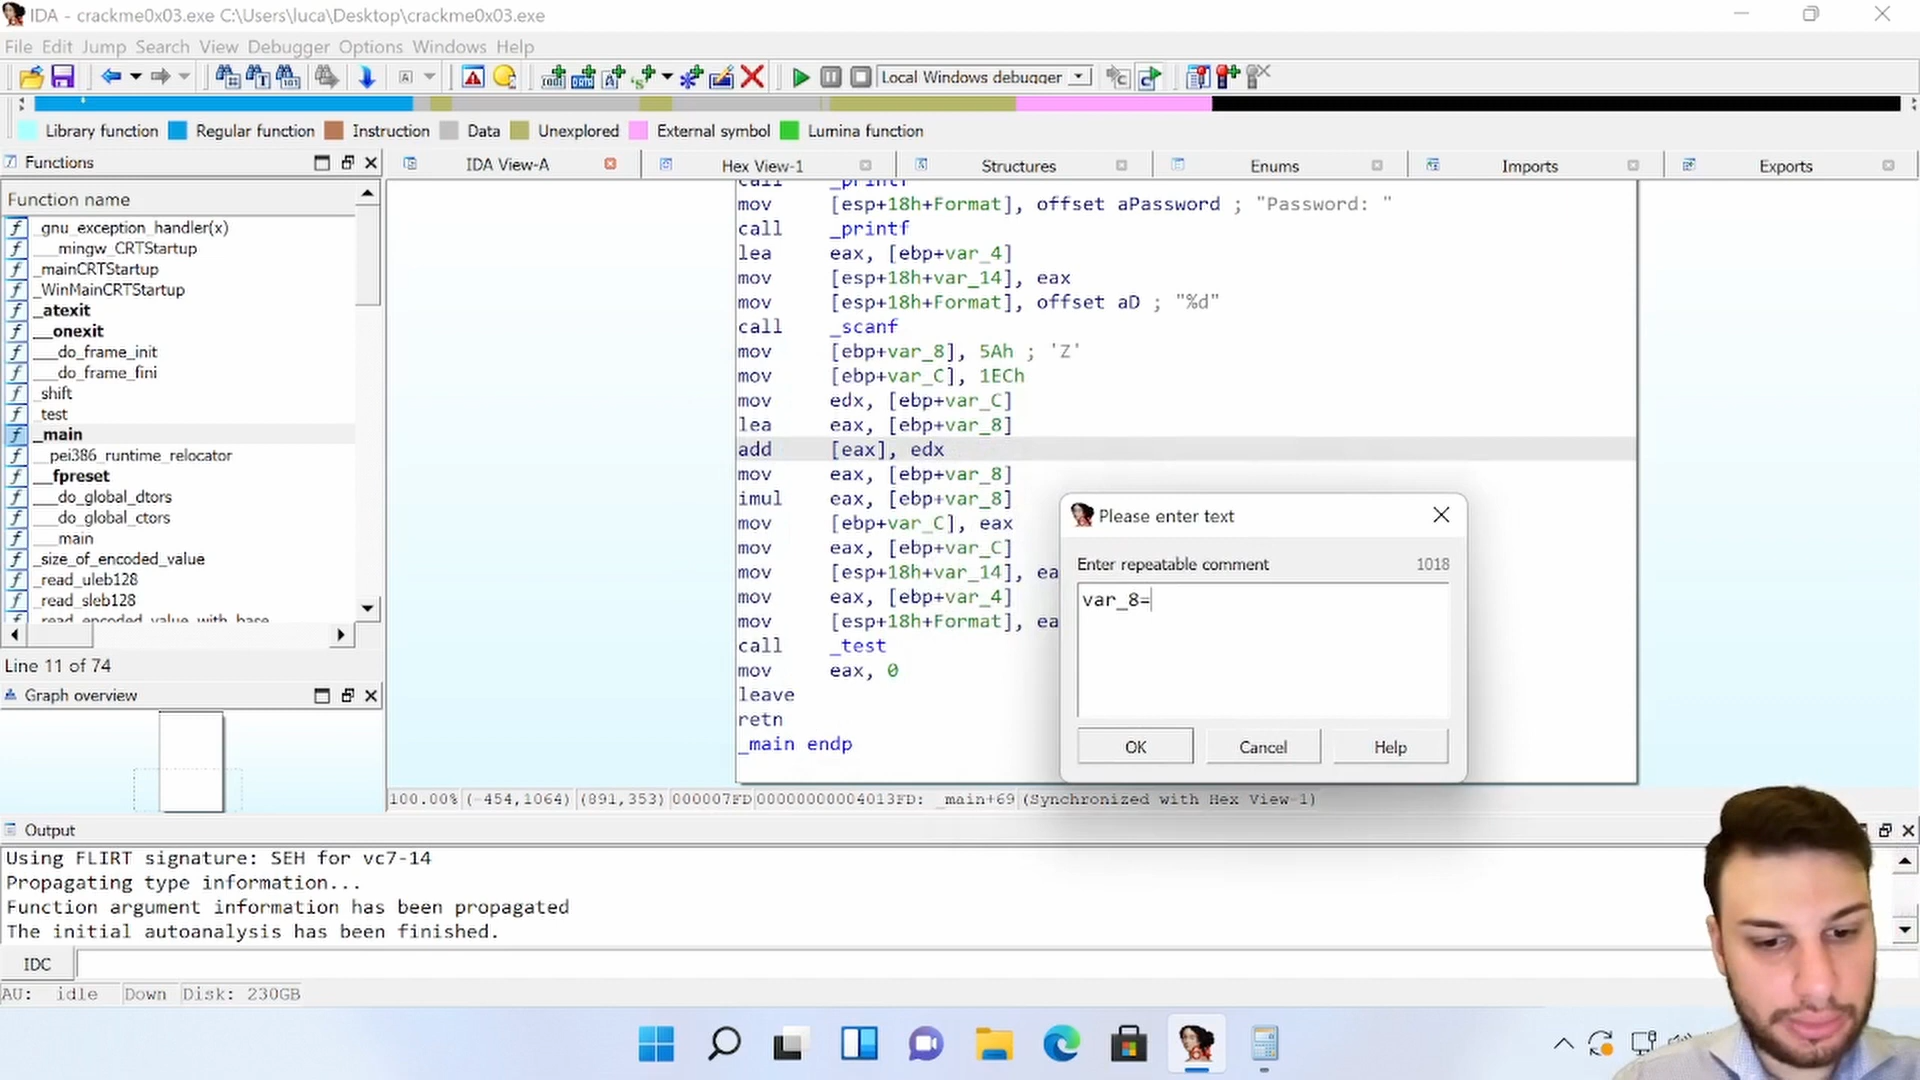 IDA - crackme0x03.exe C:\Users\luca\Desktop\crackme0x03.exe
File Edit Jump Search View Debugger Options Windows Help
Local Windows debugger
Library function Regular function Instruction Data Unexplored External symbol Lumina function
Functions
IDA View-A Hex View-1 Structures Enums Imports Exports
Function name
_gnu_exception_handler(x)
___mingw_CRTStartup
_mainCRTStartup
_WinMainCRTStartup
_atexit
__onexit
___do_frame_init
___do_frame_fini
_shift
_test
_main
__pei386_runtime_relocator
__fpreset
___do_global_dtors
___do_global_ctors
___main
_size_of_encoded_value
_read_uleb128
_read_sleb128
read_encoded_value_with_base
Line 11 of 74
Graph overview
call _printf
mov [esp+18h+Format], offset aPassword ; "Password: "
call _printf
lea eax, [ebp+var_4]
mov [esp+18h+var_14], eax
mov [esp+18h+Format], offset aD ; "%d"
call _scanf
mov [ebp+var_8], 5Ah ; 'Z'
mov [ebp+var_C], 1ECh
mov edx, [ebp+var_C]
lea eax, [ebp+var_8]
add [eax], edx
mov eax, [ebp+var_8]
imul eax, [ebp+var_8]
mov [ebp+var_C], eax
mov eax, [ebp+var_C]
mov [esp+18h+var_14], ea
mov eax, [ebp+var_4]
mov [esp+18h+Format], ea
call _test
mov eax, 0
leave
retn
_main endp
Please enter text
Enter repeatable comment 1018
var_8=
OK Cancel Help
100.00% (-454,1064) (891,353) 000007FD 00000000004013FD: _main+69 (Synchronized with Hex View-1)
Output
Using FLIRT signature: SEH for vc7-14
Propagating type information...
Function argument information has been propagated
The initial autoanalysis has been finished.
IDC
AU: idle Down Disk: 230GB